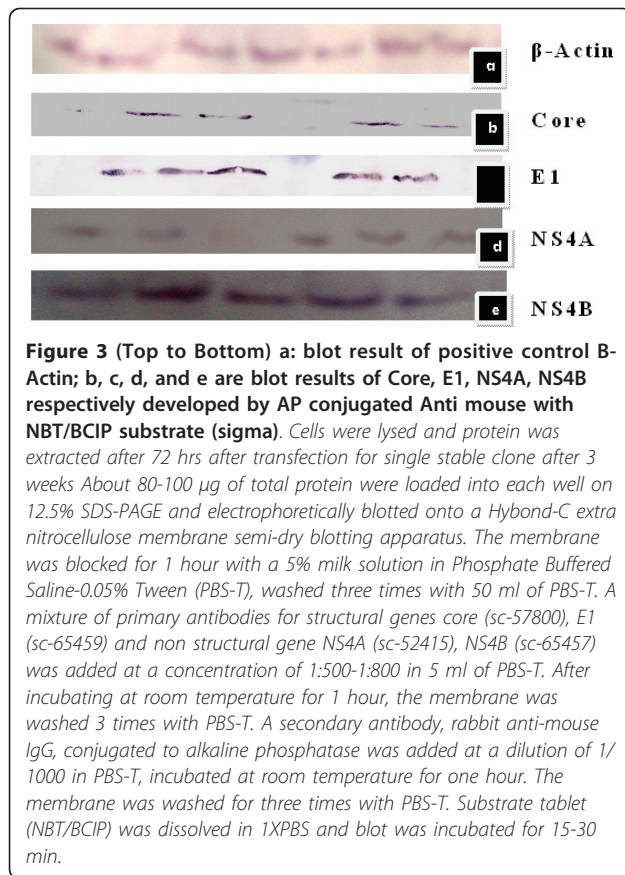 a β-Actin
b Core
E1
d NS4A
e NS4B
Figure 3 (Top to Bottom) a: blot result of positive control B-
Actin; b, c, d, and e are blot results of Core, E1, NS4A, NS4B
respectively developed by AP conjugated Anti mouse with
NBT/BCIP substrate (sigma). Cells were lysed and protein was
extracted after 72 hrs after transfection for single stable clone after 3
weeks About 80-100 μg of total protein were loaded into each well on
12.5% SDS-PAGE and electrophoretically blotted onto a Hybond-C extra
nitrocellulose membrane semi-dry blotting apparatus. The membrane
was blocked for 1 hour with a 5% milk solution in Phosphate Buffered
Saline-0.05% Tween (PBS-T), washed three times with 50 ml of PBS-T. A
mixture of primary antibodies for structural genes core (sc-57800), E1
(sc-65459) and non structural gene NS4A (sc-52415), NS4B (sc-65457)
was added at a concentration of 1:500-1:800 in 5 ml of PBS-T. After
incubating at room temperature for 1 hour, the membrane was
washed 3 times with PBS-T. A secondary antibody, rabbit anti-mouse
IgG, conjugated to alkaline phosphatase was added at a dilution of 1/
1000 in PBS-T, incubated at room temperature for one hour. The
membrane was washed for three times with PBS-T. Substrate tablet
(NBT/BCIP) was dissolved in 1XPBS and blot was incubated for 15-30
min.